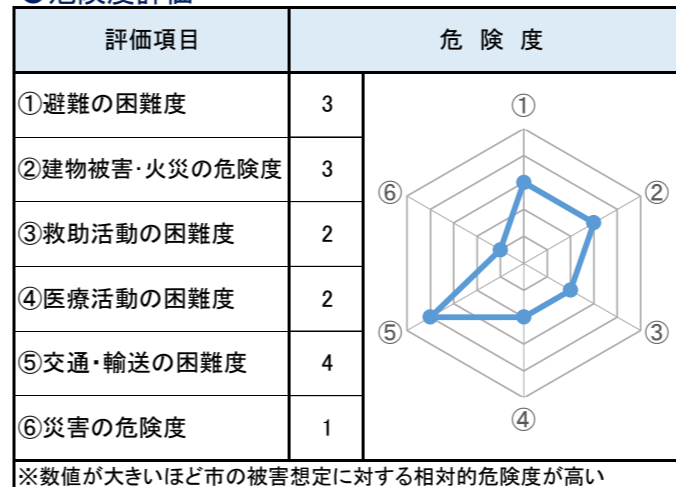 ●危険度評価
評価項目 危 険 度
①避難の困難度 3
②建物被害・火災の危険度 3
③救助活動の困難度 2
④医療活動の困難度 2
⑤交通・輸送の困難度 4
⑥災害の危険度 1
①
⑥ ②
⑤ ③
④
※数値が大きいほど市の被害想定に対する相対的危険度が高い